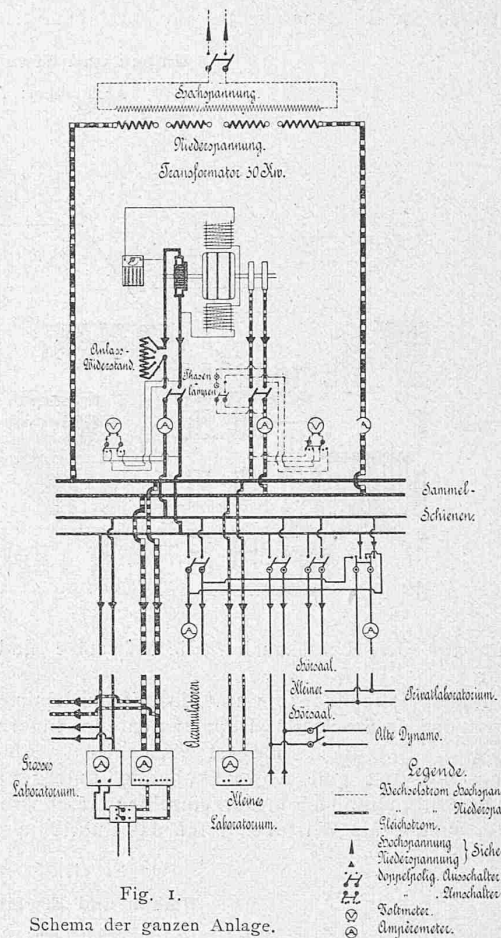 Hochspannung.
Niederspannung.
Transformator 30 Kw.
Anlass-
Widerstand.
Phasen
lampen
V
A
A
V
A
Sammel-
Schienen.
A
A
Accumulatoren
Hörsaal.
Kleiner
Hörsaal.
Privatlaboratorium.
Alte Dynamo.
Grosses
Laboratorium.
A
A
A
Kleines
Laboratorium.
Legende.
Wechselstrom Hochspan
" " Niederspa
Gleichstrom.
Hochspannung
Niederspannung } Siche
doppelpolig. Ausschalter
" . Umschalter
V Voltmeter.
A Ampèremeter.
Fig. 1.
Schema der ganzen Anlage.